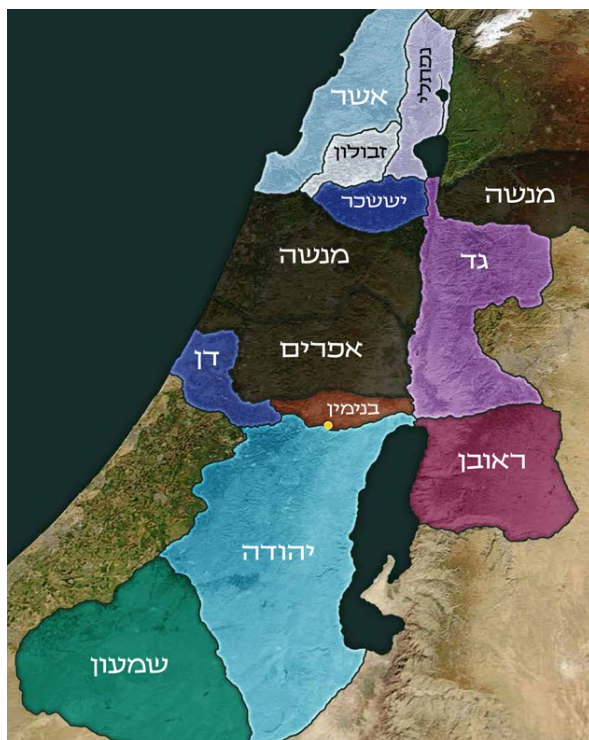 נפתלי
אשר
זבולון
יששכר
מנשה
מנשה
גד
אפרים
דן
בנימין
ראובן
יהודה
שמעון